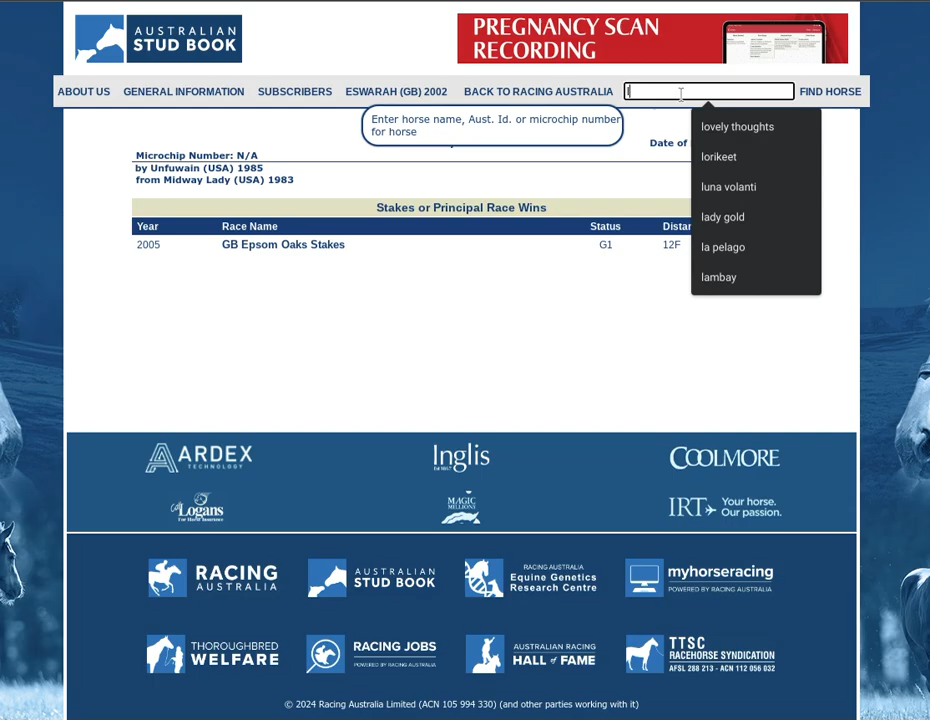 AUSTRALIAN
STUD BOOK
PREGNANCY SCAN
RECORDING
ABOUT US GENERAL INFORMATION SUBSCRIBERS ESWARAH (GB) 2002 BACK TO RACING AUSTRALIA l FIND HORSE
Enter horse name, Aust. Id. or microchip number
for horse
lovely thoughts
lorikeet
luna volanti
lady gold
la pelago
lambay
Date of
Microchip Number: N/A
by Unfuwain (USA) 1985
from Midway Lady (USA) 1983
Stakes or Principal Race Wins
Year Race Name Status Distan
2005 GB Epsom Oaks Stakes G1 12F
ARDEX
TECHNOLOGY
Inglis
COOLMORE
Logans
For Horse Insurance
MAGIC
MILLIONS
IRT Your horse.
Our passion.
RACING
AUSTRALIA
AUSTRALIAN
STUD BOOK
RACING AUSTRALIA
Equine Genetics
Research Centre
myhorseracing
POWERED BY RACING AUSTRALIA
THOROUGHBRED
WELFARE
RACING JOBS
POWERED BY RACING AUSTRALIA
AUSTRALIAN RACING
HALL of FAME
TTSC
RACEHORSE SYNDICATION
AFSL 288 213 - ACN 112 056 032
© 2024 Racing Australia Limited (ACN 105 994 330) (and other parties working with it)